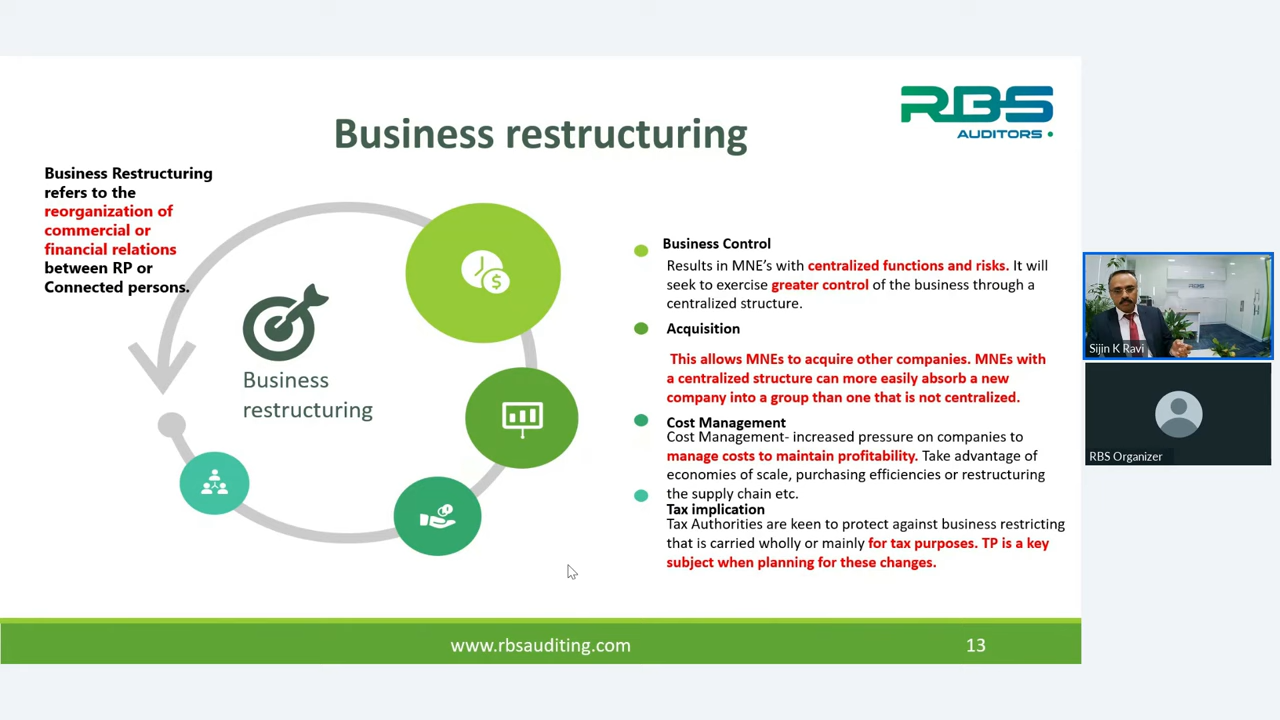 Business restructuring
RBS
AUDITORS
Business Restructuring
refers to the
reorganization of
commercial or
financial relations
between RP or
Connected persons.
Business
restructuring
Business Control
Results in MNE's with centralized functions and risks. It will
seek to exercise greater control of the business through a
centralized structure.
Acquisition
This allows MNEs to acquire other companies. MNEs with
a centralized structure can more easily absorb a new
company into a group than one that is not centralized.
Cost Management
Cost Management- increased pressure on companies to
manage costs to maintain profitability. Take advantage of
economies of scale, purchasing efficiencies or restructuring
the supply chain etc.
Tax implication
Tax Authorities are keen to protect against business restricting
that is carried wholly or mainly for tax purposes. TP is a key
subject when planning for these changes.
www.rbsauditing.com
13
Sijin K Ravi
RBS Organizer